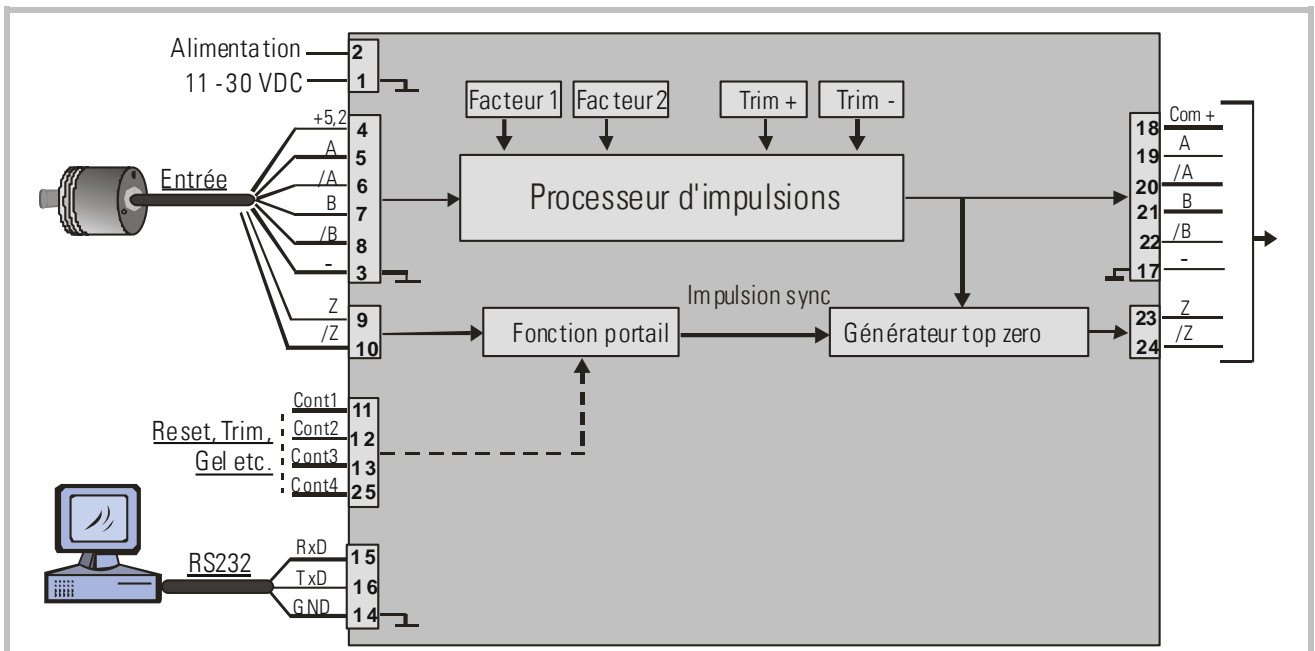 Alimentation
11 -30 VDC
2
1
Facteur 1
Facteur 2
Trim +
Trim -
Processeur d'impulsions
Entrée
+5,2
A
/A
B
/B
-
4
5
6
7
8
3
Z
/Z
9
10
Fonction portail
Impulsion sync
Générateur top zero
18
19
20
21
22
17
Com +
A
/A
B
/B
-
23
24
Z
/Z
Reset, Trim,
Gel etc.
Cont1
Cont2
Cont3
Cont4
11
12
13
25
RS232
RxD
TxD
GND
15
16
14